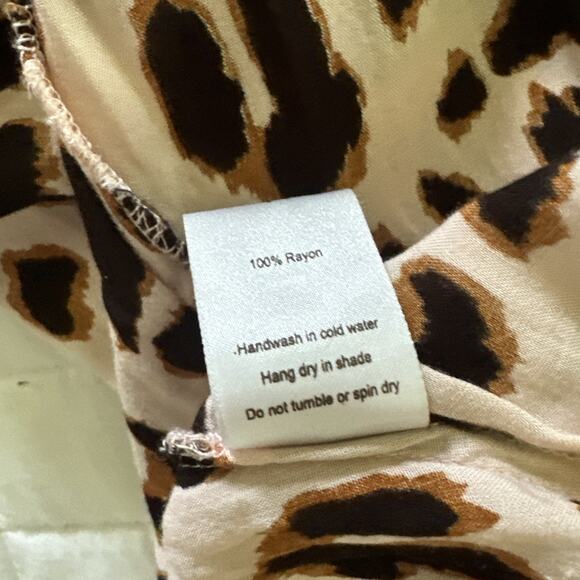 100% Rayon
.Handwash in cold water
Hang dry in shade
Do not tumble or spin dry